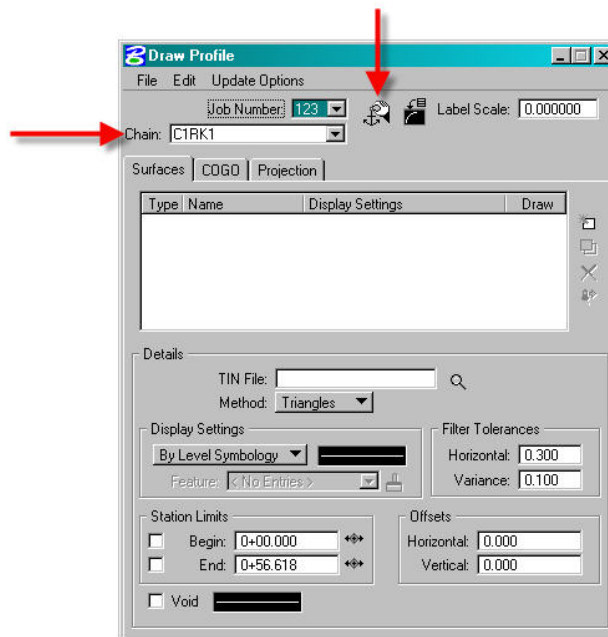 Draw Profile
File Edit Update Options
Job Number: 123 Label Scale: 0.000000
Chain: C1RK1
Surfaces COGO Projection
Type Name Display Settings Draw
Details
TIN File:
Method: Triangles
Display Settings Filter Tolerances
By Level Symbology Horizontal: 0.300
Feature: < No Entries > Variance: 0.100
Station Limits Offsets
Begin: 0+00.000 Horizontal: 0.000
End: 0+56.618 Vertical: 0.000
Void